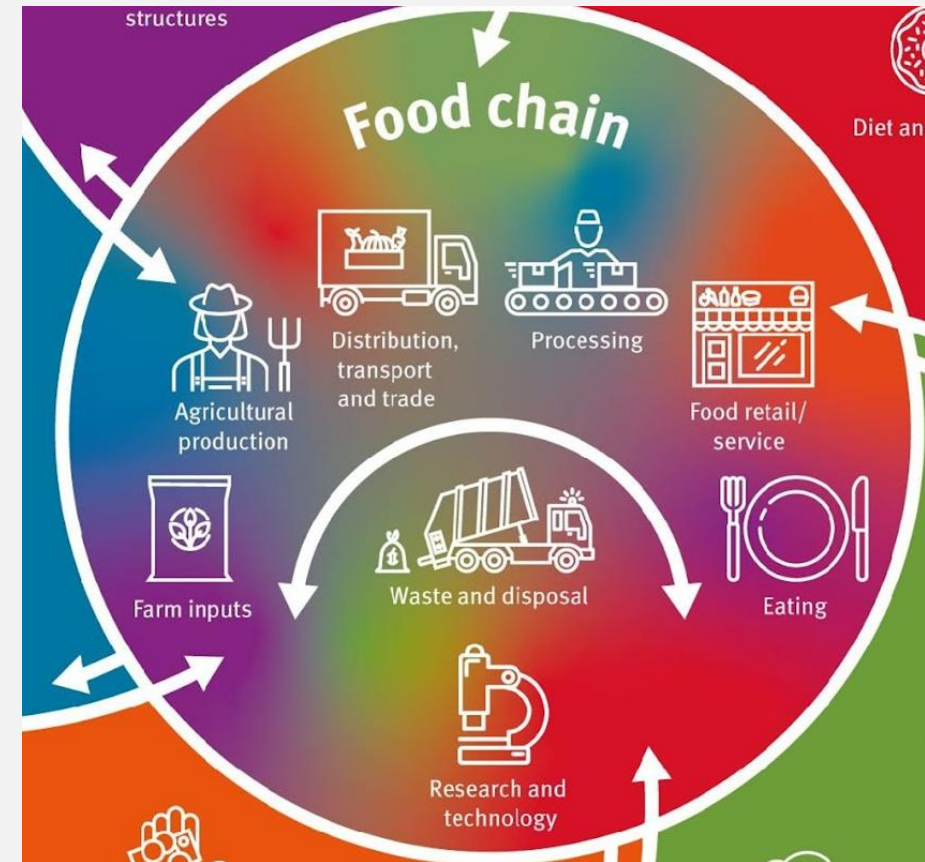 structures
Food chain
Diet an
Distribution,
transport
and trade
Processing
Agricultural
production
Food retail/
service
Farm inputs
Waste and disposal
Eating
Research and
technology